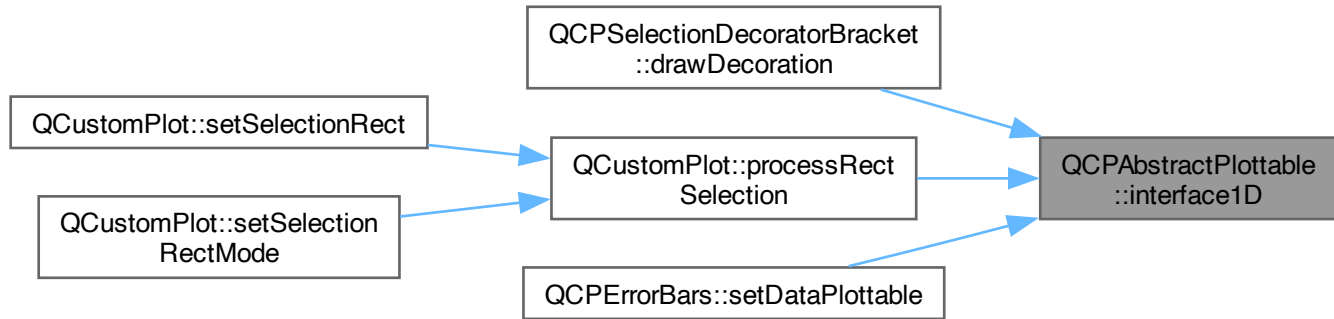 QCPSelectionDecoratorBracket
::drawDecoration
QCustomPlot::setSelectionRect
QCustomPlot::processRect
Selection
QCPAbstractPlottable
::interface1D
QCustomPlot::setSelection
RectMode
QCPErrorBars::setDataPlottable